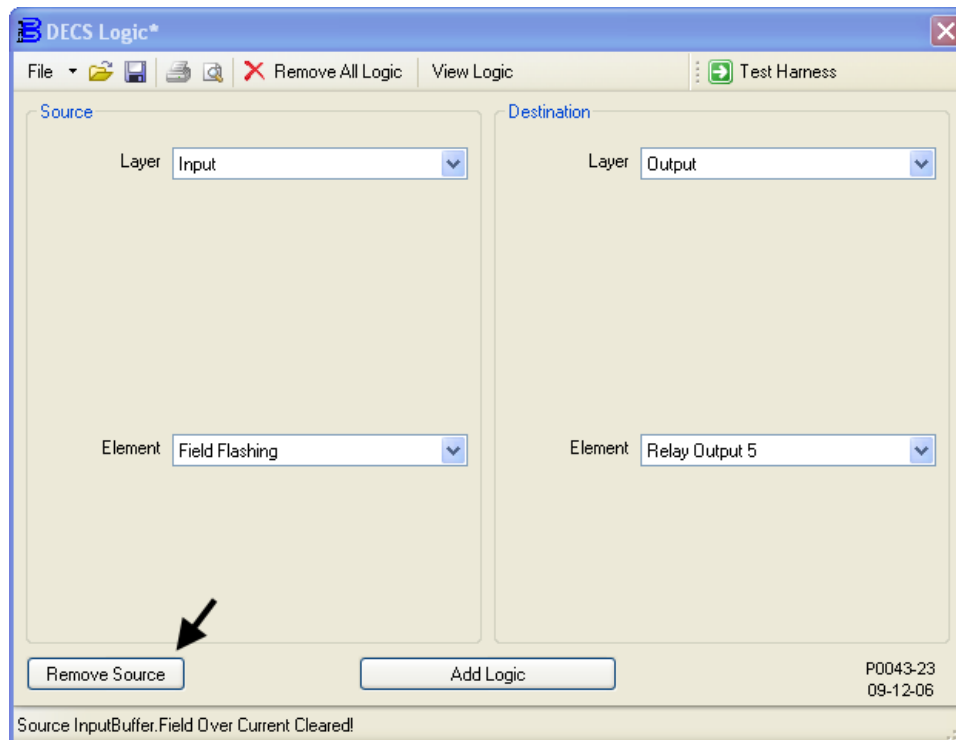 DECS Logic*
File Remove All Logic View Logic Test Harness
Source Destination
Layer Input Layer Output
Element Field Flashing Element Relay Output 5
Remove Source Add Logic P0043-23
09-12-06
Source InputBuffer.Field Over Current Cleared!